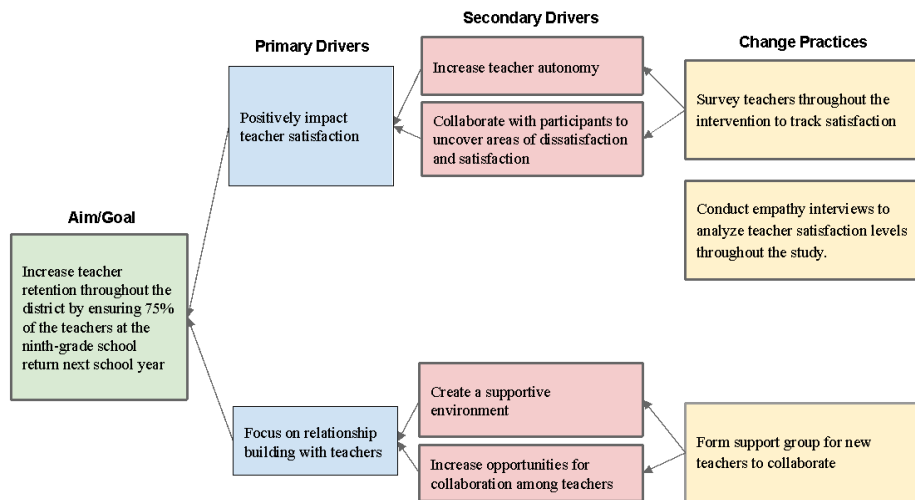 Aim/Goal
Increase teacher
retention throughout the
district by ensuring 75%
of the teachers at the
ninth-grade school
return next school year
Primary Drivers
Positively impact
teacher satisfaction
Focus on relationship
building with teachers
Secondary Drivers
Increase teacher autonomy
Collaborate with participants to
uncover areas of dissatisfaction
and satisfaction
Create a supportive
environment
Increase opportunities for
collaboration among teachers
Change Practices
Survey teachers throughout the
intervention to track satisfaction
Conduct empathy interviews to
analyze teacher satisfaction levels
throughout the study.
Form support group for new
teachers to collaborate